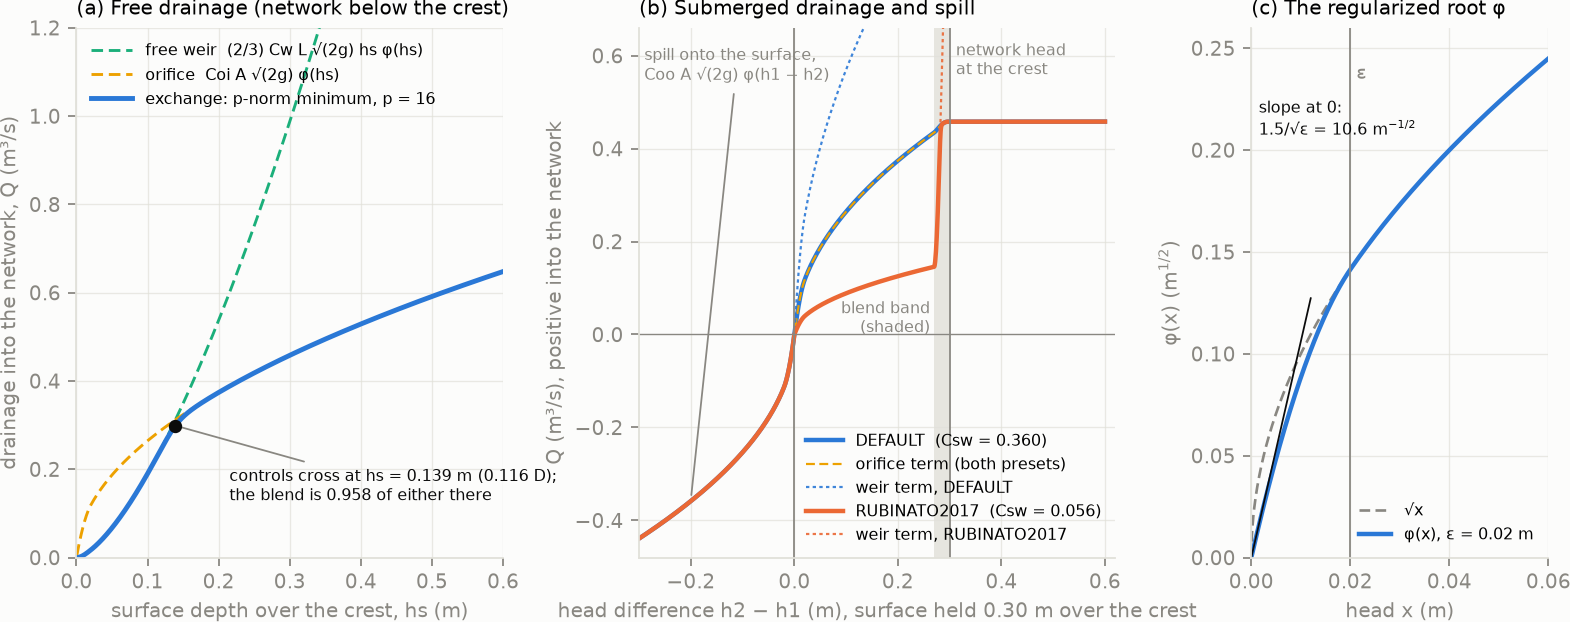 (a) Free drainage (network below the crest)
1.2
1.0
0.8
0.6
0.4
0.2
0.0
drainage into the network, Q (m³/s)
free weir (2/3) Cw L √(2g) hs φ(hs)
orifice Coi A √(2g) φ(hs)
exchange: p-norm minimum, p = 16
controls cross at hs = 0.139 m (0.116 D);
the blend is 0.958 of either there
0.0
0.1
0.2
0.3
0.4
0.5
0.6
surface depth over the crest, hs (m)
(b) Submerged drainage and spill
0.6
0.4
0.2
0.0
−0.2
−0.4
Q (m³/s), positive into the network
spill onto the surface,
Coo A √(2g) φ(h1 − h2)
network head
at the crest
blend band
(shaded)
DEFAULT (Csw = 0.360)
orifice term (both presets)
weir term, DEFAULT
RUBINATO2017 (Csw = 0.056)
weir term, RUBINATO2017
−0.2
0.0
0.2
0.4
0.6
head difference h2 − h1 (m), surface held 0.30 m over the crest
(c) The regularized root φ
0.25
0.20
0.15
0.10
0.05
0.00
φ(x) (m^1/2)
ε
slope at 0:
1.5/√ε = 10.6 m^−1/2
√x
φ(x), ε = 0.02 m
0.00
0.02
0.04
0.06
head x (m)